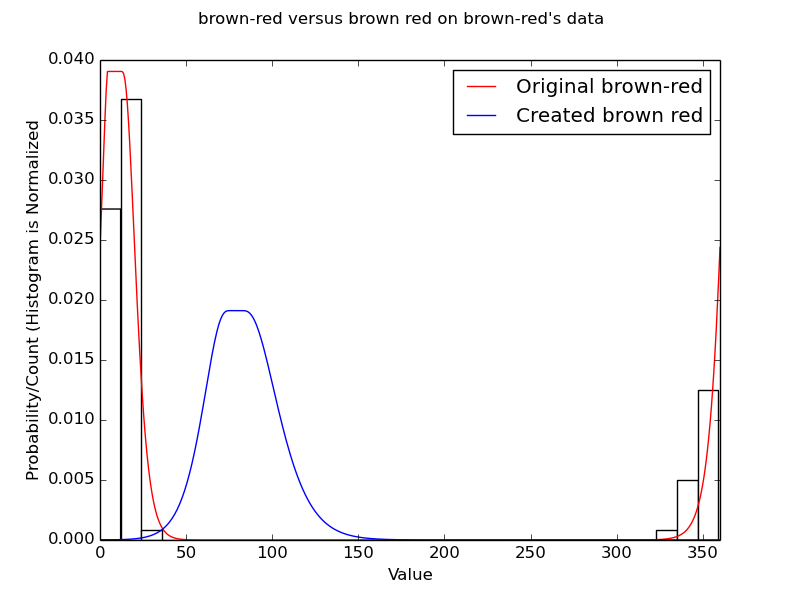 brown-red versus brown red on brown-red's data
Original brown-red
Created brown red
Probability/Count (Histogram is Normalized
0.040
0.035
0.030
0.025
0.020
0.015
0.010
0.005
0.000
0 50 100 150 200 250 300 350
Value